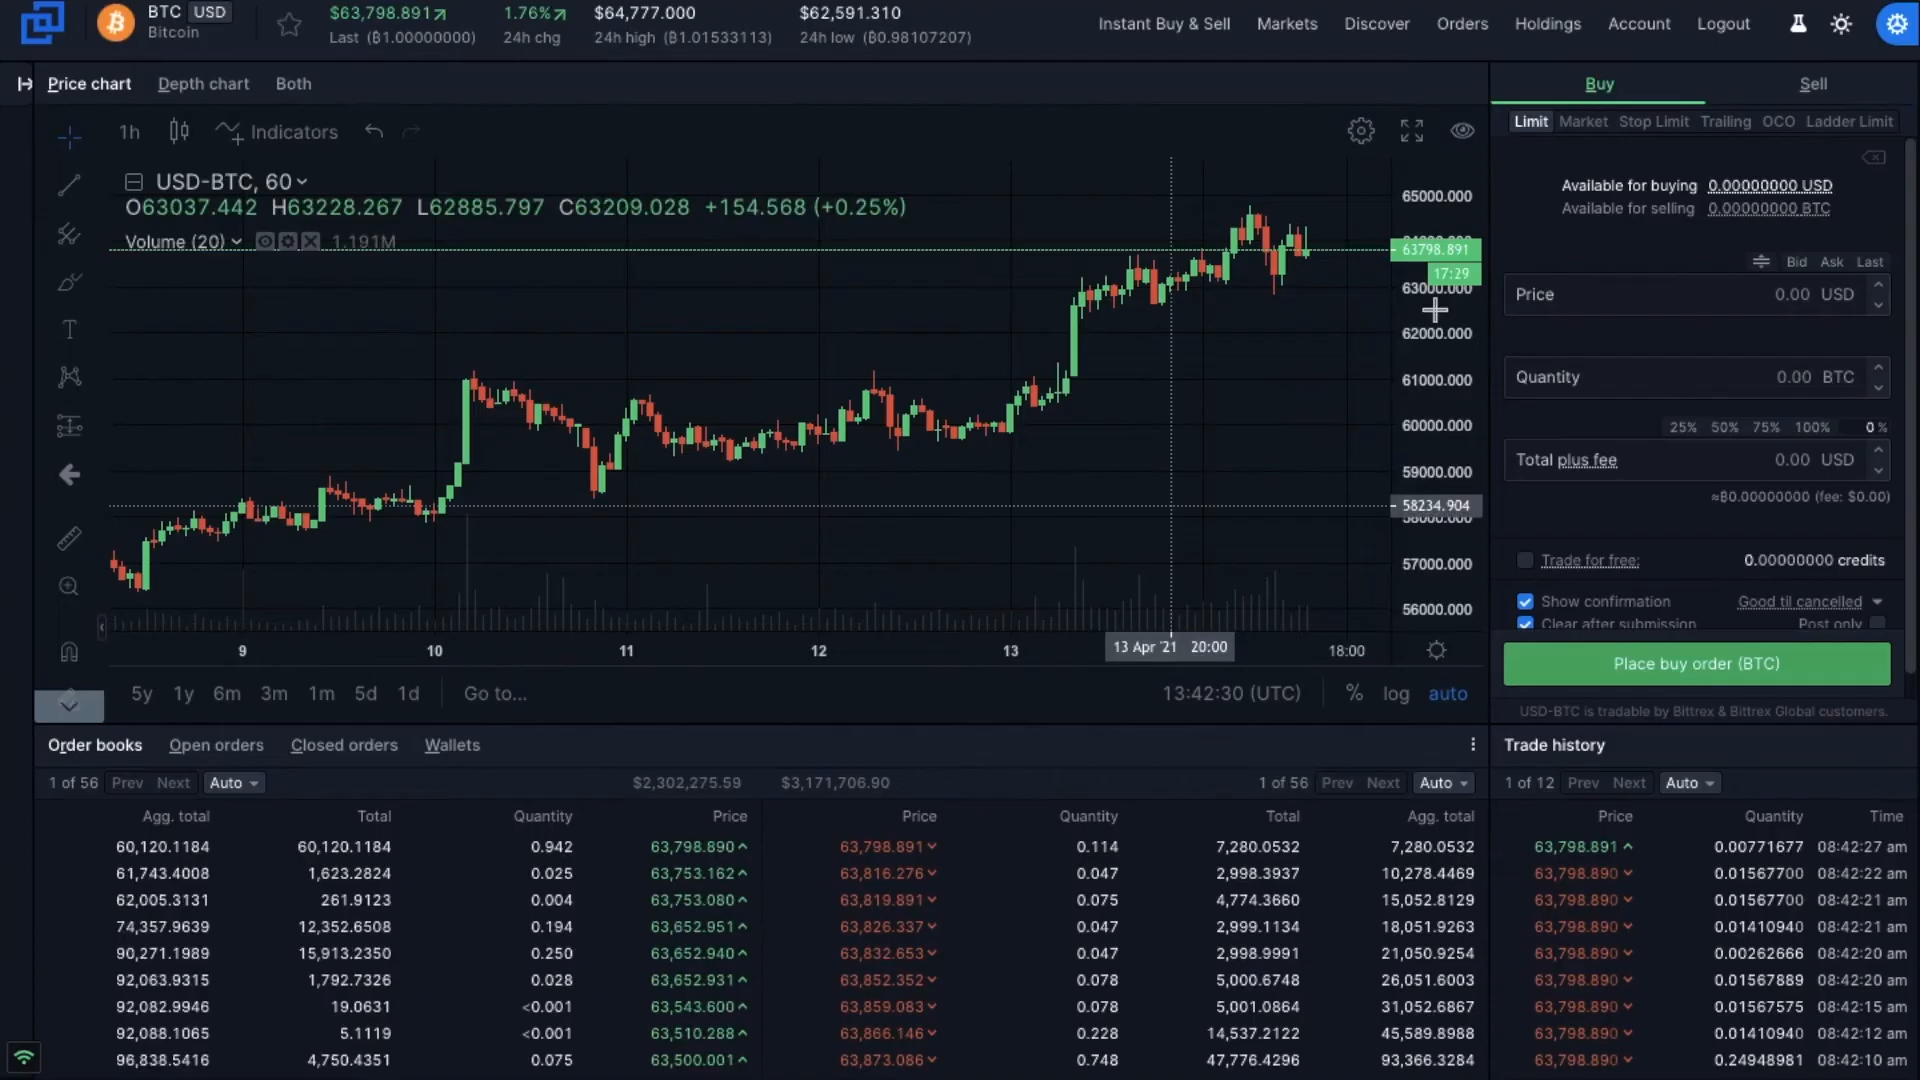 BTC USD
Bitcoin
$63,798.891
Last (฿1.00000000)
1.76%
24h chg
$64,777.000
24h high (฿1.01533113)
$62,591.310
24h low (฿0.98107207)
Instant Buy & Sell Markets Discover Orders Holdings Account Logout
Price chart Depth chart Both
1h Indicators
USD-BTC, 60
O63037.442 H63228.267 L62885.797 C63209.028 +154.568 (+0.25%)
Volume (20) 1.191M
65000.000
63798.891
17:29
63000.000
62000.000
61000.000
60000.000
59000.000
58234.904
58000.000
57000.000
56000.000
9 10 11 12 13 13 Apr '21 20:00 18:00
5y 1y 6m 3m 1m 5d 1d Go to... 13:42:30 (UTC) % log auto
Buy Sell
Limit Market Stop Limit Trailing OCO Ladder Limit
Available for buying 0.00000000 USD
Available for selling 0.00000000 BTC
Bid Ask Last
Price 0.00 USD
Quantity 0.00 BTC
25% 50% 75% 100% 0 %
Total plus fee 0.00 USD
≈฿0.00000000 (fee: $0.00)
Trade for free: 0.00000000 credits
Show confirmation Good til cancelled
Clear after submission Post only
Place buy order (BTC)
USD-BTC is tradable by Bittrex & Bittrex Global customers.
Order books Open orders Closed orders Wallets
1 of 56 Prev Next Auto $2,302,275.59 $3,171,706.90 1 of 56 Prev Next Auto
Agg. total Total Quantity Price Price Quantity Total Agg. total
60,120.1184 60,120.1184 0.942 63,798.890 63,798.891 0.114 7,280.0532 7,280.0532
61,743.4008 1,623.2824 0.025 63,753.162 63,816.276 0.047 2,998.3937 10,278.4469
62,005.3131 261.9123 0.004 63,753.080 63,819.891 0.075 4,774.3660 15,052.8129
74,357.9639 12,352.6508 0.194 63,652.951 63,826.337 0.047 2,999.1134 18,051.9263
90,271.1989 15,913.2350 0.250 63,652.940 63,832.653 0.047 2,998.9991 21,050.9254
92,063.9315 1,792.7326 0.028 63,652.931 63,852.352 0.078 5,000.6748 26,051.6003
92,082.9946 19.0631 <0.001 63,543.600 63,859.083 0.078 5,001.0864 31,052.6867
92,088.1065 5.1119 <0.001 63,510.288 63,866.146 0.228 14,537.2122 45,589.8988
96,838.5416 4,750.4351 0.075 63,500.001 63,873.086 0.748 47,776.4296 93,366.3284
Trade history
1 of 12 Prev Next Auto
Price Quantity Time
63,798.891 0.00771677 08:42:27 am
63,798.890 0.01567700 08:42:22 am
63,798.890 0.01567700 08:42:21 am
63,798.890 0.01410940 08:42:21 am
63,798.890 0.00262666 08:42:20 am
63,798.890 0.01567889 08:42:20 am
63,798.890 0.01567575 08:42:15 am
63,798.890 0.01410940 08:42:12 am
63,798.890 0.24948981 08:42:10 am